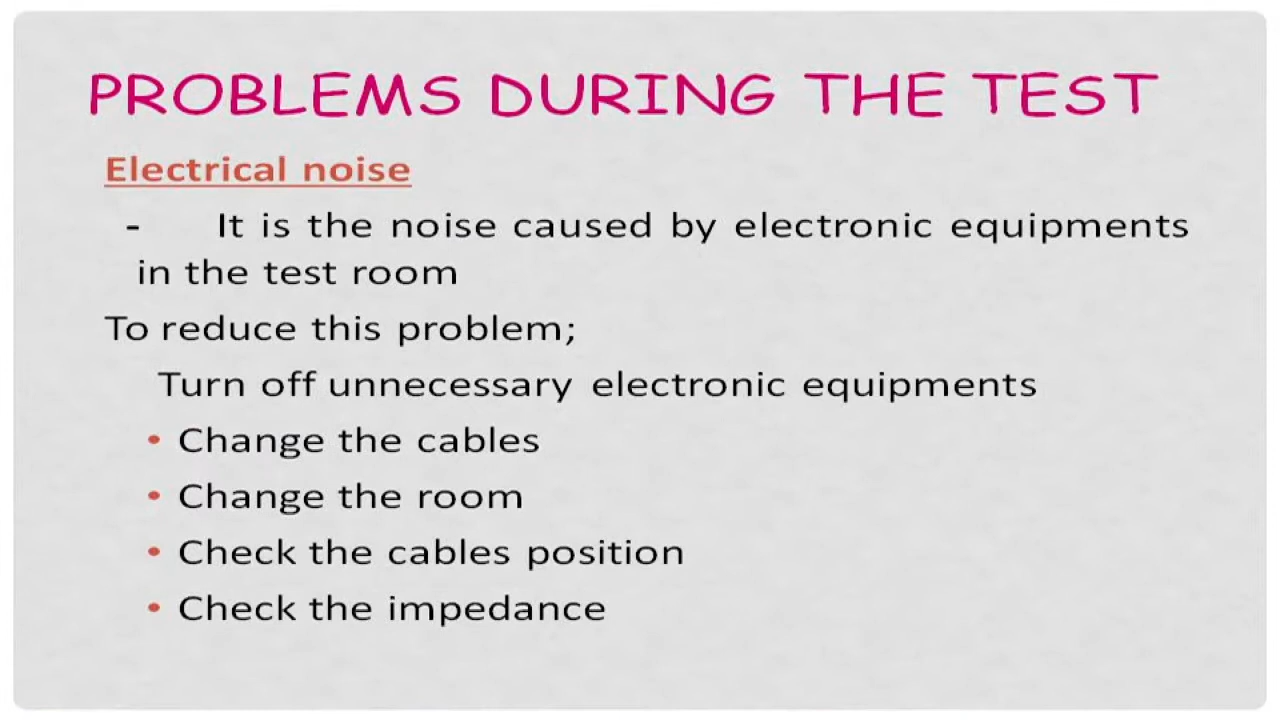 PROBLEMS DURING THE TEST
Electrical noise
- It is the noise caused by electronic equipments
in the test room
To reduce this problem;
Turn off unnecessary electronic equipments
• Change the cables
• Change the room
• Check the cables position
• Check the impedance